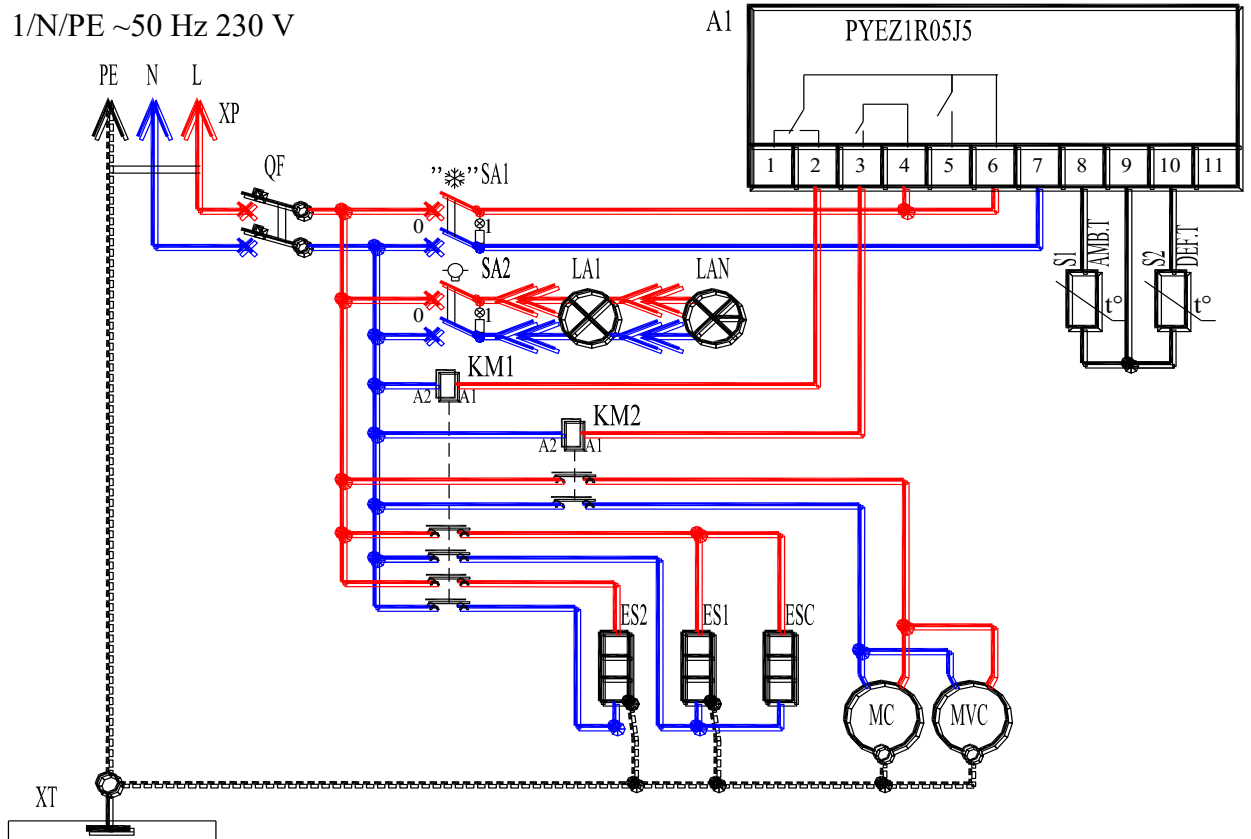 1/N/PE ~50 Hz 230 V
A1
PYEZ1R05J5
PE N L
XP
1 2 3 4 5 6 7 8 9 10 11
QF
”❄” SA1
0 1
SA2 LA1 LAN
0 1
S1 AMB.T
t°
S2 DEF.T
t°
KM1
A2 A1
KM2
A2 A1
ES2 ES1 ESC
MC MVC
XT